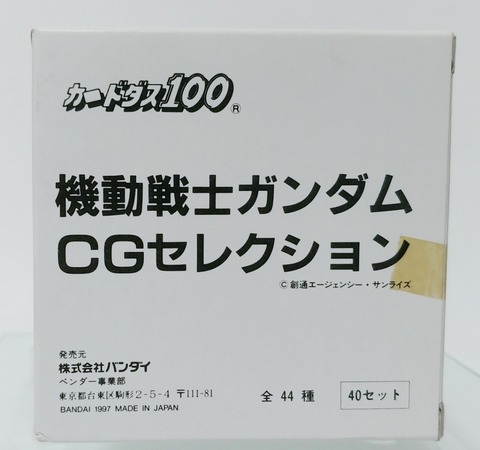 カードダス100®
機動戦士ガンダム
CGセレクション
©創通エージェンシー・サンライズ
発売元
株式会社バンダイ
ベンダー事業部
東京都台東区駒形2-5-4 〒111-81
BANDAI 1997 MADE IN JAPAN
全44種 40セット